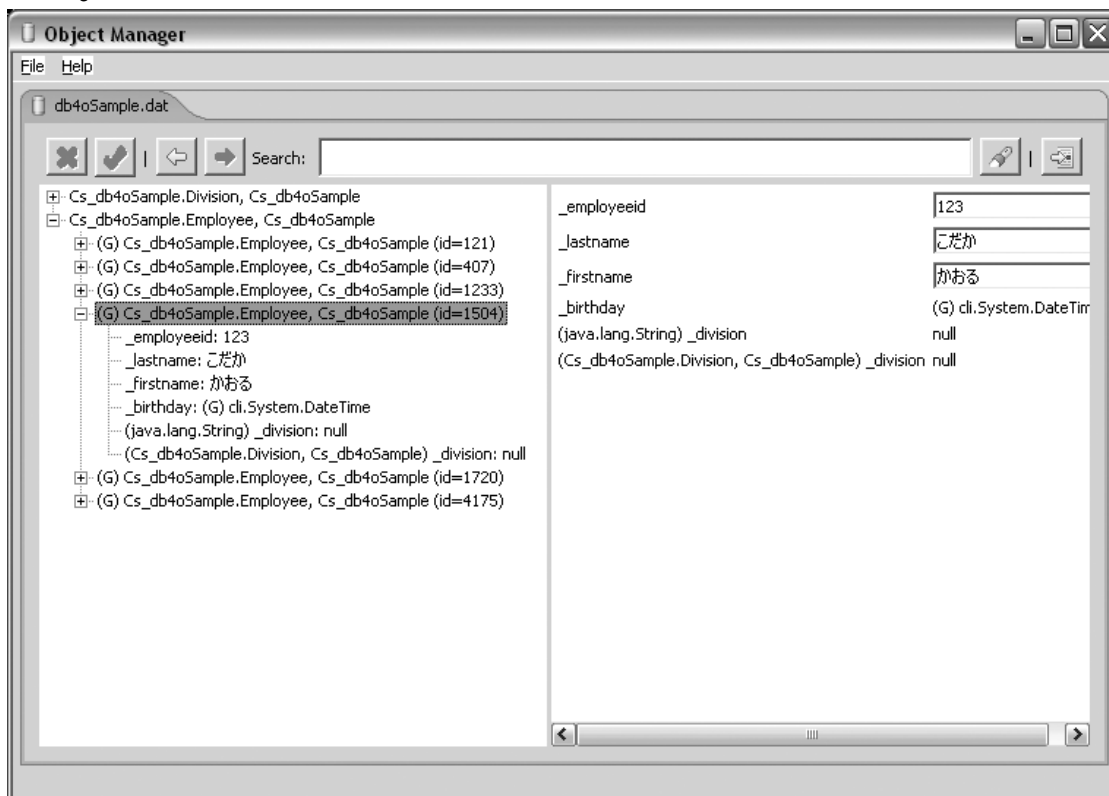 Object Manager
File Help
db4oSample.dat
Search:
Cs_db4oSample.Division, Cs_db4oSample
Cs_db4oSample.Employee, Cs_db4oSample
(G) Cs_db4oSample.Employee, Cs_db4oSample (id=121)
(G) Cs_db4oSample.Employee, Cs_db4oSample (id=407)
(G) Cs_db4oSample.Employee, Cs_db4oSample (id=1233)
(G) Cs_db4oSample.Employee, Cs_db4oSample (id=1504)
_employeeid: 123
_lastname: こだか
_firstname: かおる
_birthday: (G) cli.System.DateTime
(java.lang.String) _division: null
(Cs_db4oSample.Division, Cs_db4oSample) _division: null
(G) Cs_db4oSample.Employee, Cs_db4oSample (id=1720)
(G) Cs_db4oSample.Employee, Cs_db4oSample (id=4175)
_employeeid 123
_lastname こだか
_firstname かおる
_birthday (G) cli.System.DateTim
(java.lang.String) _division null
(Cs_db4oSample.Division, Cs_db4oSample) _division null